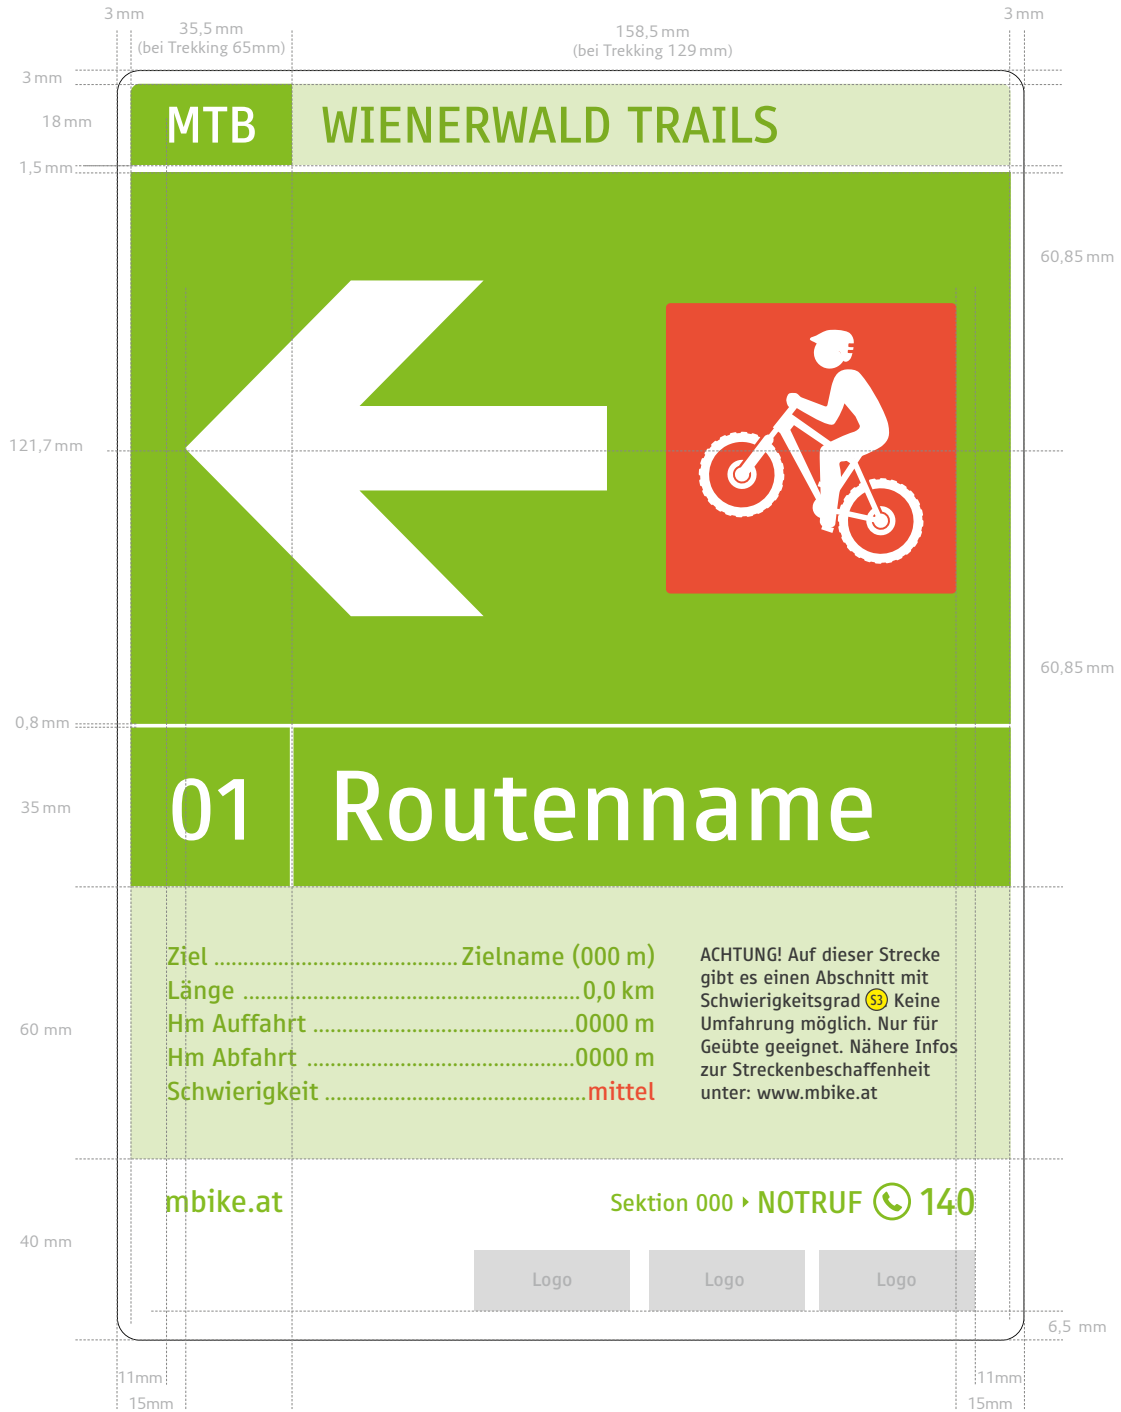 3 mm
3 mm
35,5 mm
(bei Trekking 65mm)
158,5 mm
(bei Trekking 129 mm)
3 mm
18 mm
MTB
WIENERWALD TRAILS
1,5 mm
60,85 mm
121,7 mm
60,85 mm
0,8 mm
35 mm
01
Routenname
Ziel ..........................................Zielname (000 m)
Länge ..........................................................0,0 km
Hm Auffahrt .............................................0000 m
Hm Abfahrt ..............................................0000 m
Schwierigkeit .............................................mittel
60 mm
ACHTUNG! Auf dieser Strecke
gibt es einen Abschnitt mit
Schwierigkeitsgrad S3 Keine
Umfahrung möglich. Nur für
Geübte geeignet. Nähere Infos
zur Streckenbeschaffenheit
unter: www.mbike.at
mbike.at
Sektion 000 ‣ NOTRUF 140
40 mm
Logo
Logo
Logo
6,5 mm
11mm
11mm
15mm
15mm